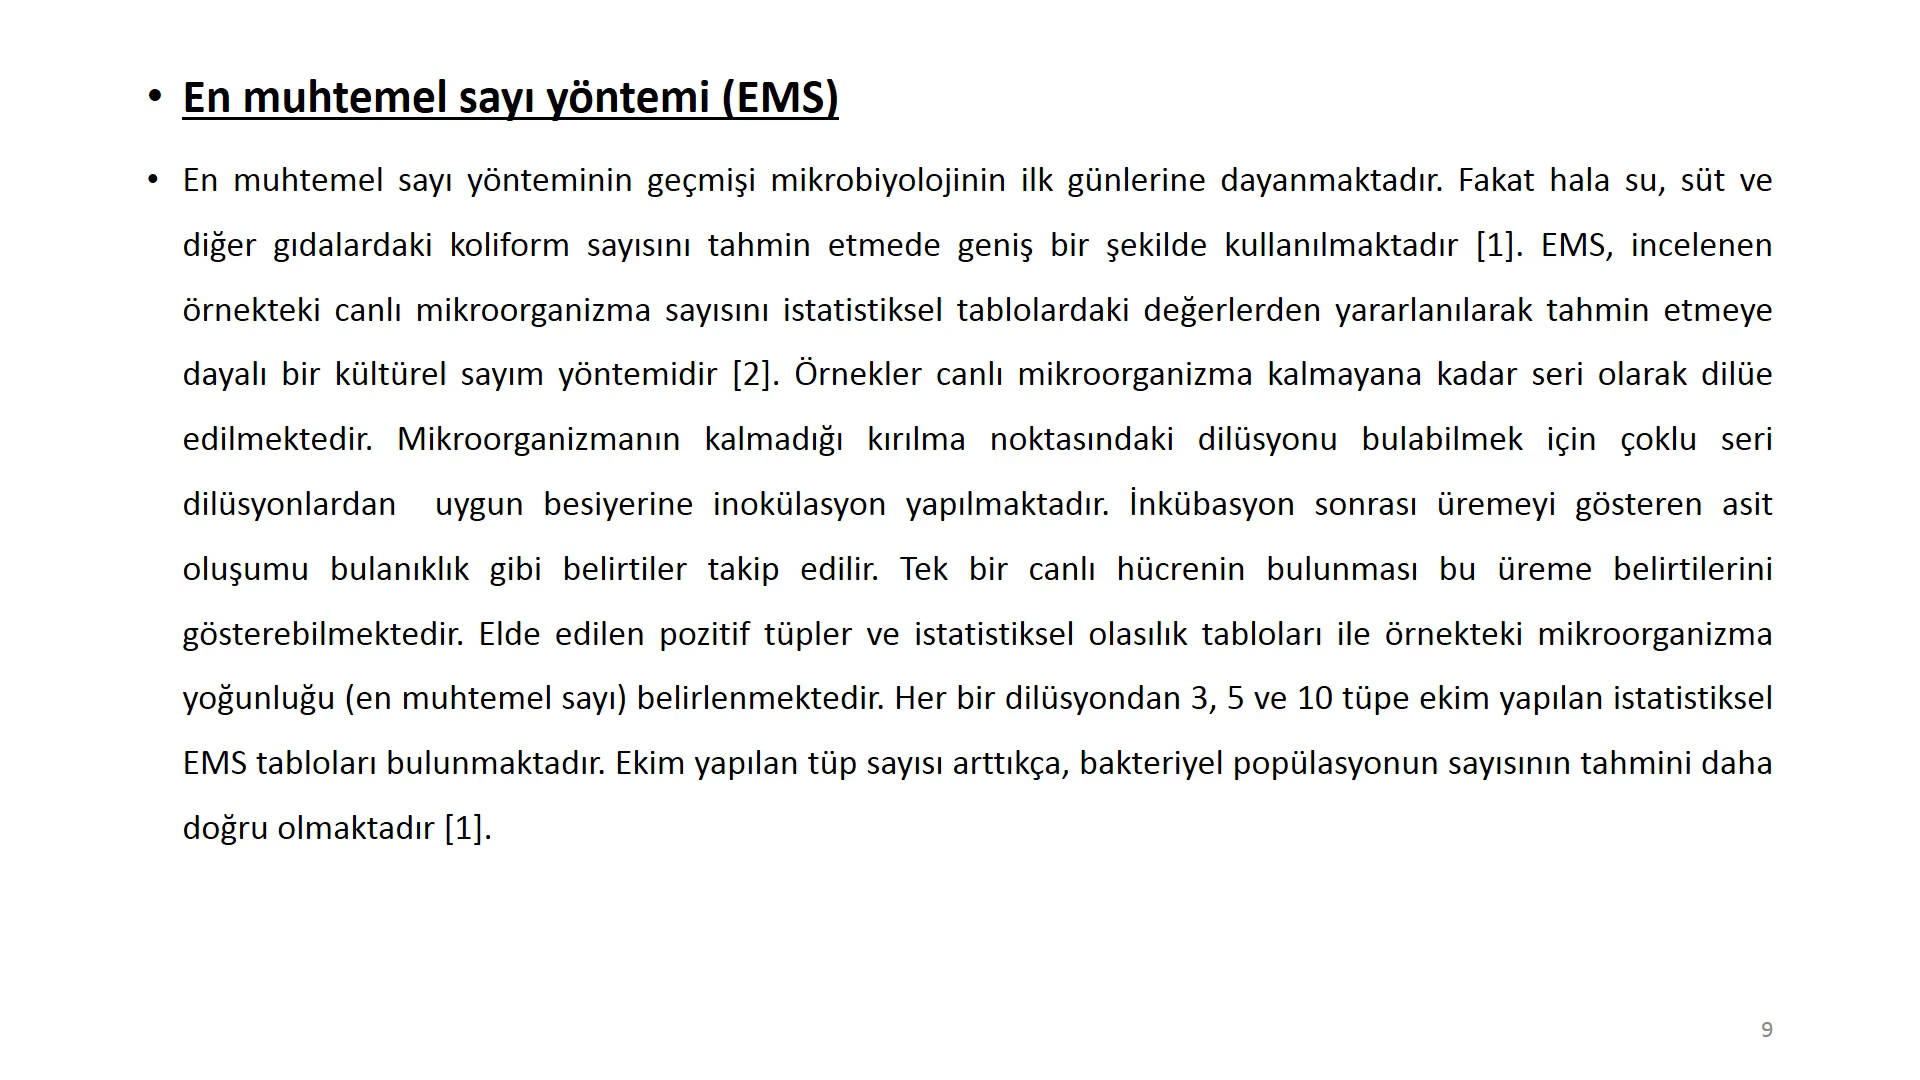 • En muhtemel sayı yöntemi (EMS)
• En muhtemel sayı yönteminin geçmişi mikrobiyolojinin ilk günlerine dayanmaktadır. Fakat hala su, süt ve
diğer gıdalardaki koliform sayısını tahmin etmede geniş bir şekilde kullanılmaktadır [1]. EMS, incelenen
örnekteki canlı mikroorganizma sayısını istatistiksel tablolardaki değerlerden yararlanılarak tahmin etmeye
dayalı bir kültürel sayım yöntemidir [2]. Örnekler canlı mikroorganizma kalmayana kadar seri olarak dilüe
edilmektedir. Mikroorganizmanın kalmadığı kırılma noktasındaki dilüsyonu bulabilmek için çoklu seri
dilüsyonlardan  uygun besiyerine inokülasyon yapılmaktadır. İnkübasyon sonrası üremeyi gösteren asit
oluşumu bulanıklık gibi belirtiler takip edilir. Tek bir canlı hücrenin bulunması bu üreme belirtilerini
gösterebilmektedir. Elde edilen pozitif tüpler ve istatistiksel olasılık tabloları ile örnekteki mikroorganizma
yoğunluğu (en muhtemel sayı) belirlenmektedir. Her bir dilüsyondan 3, 5 ve 10 tüpe ekim yapılan istatistiksel
EMS tabloları bulunmaktadır. Ekim yapılan tüp sayısı arttıkça, bakteriyel popülasyonun sayısının tahmini daha
doğru olmaktadır [1].
9